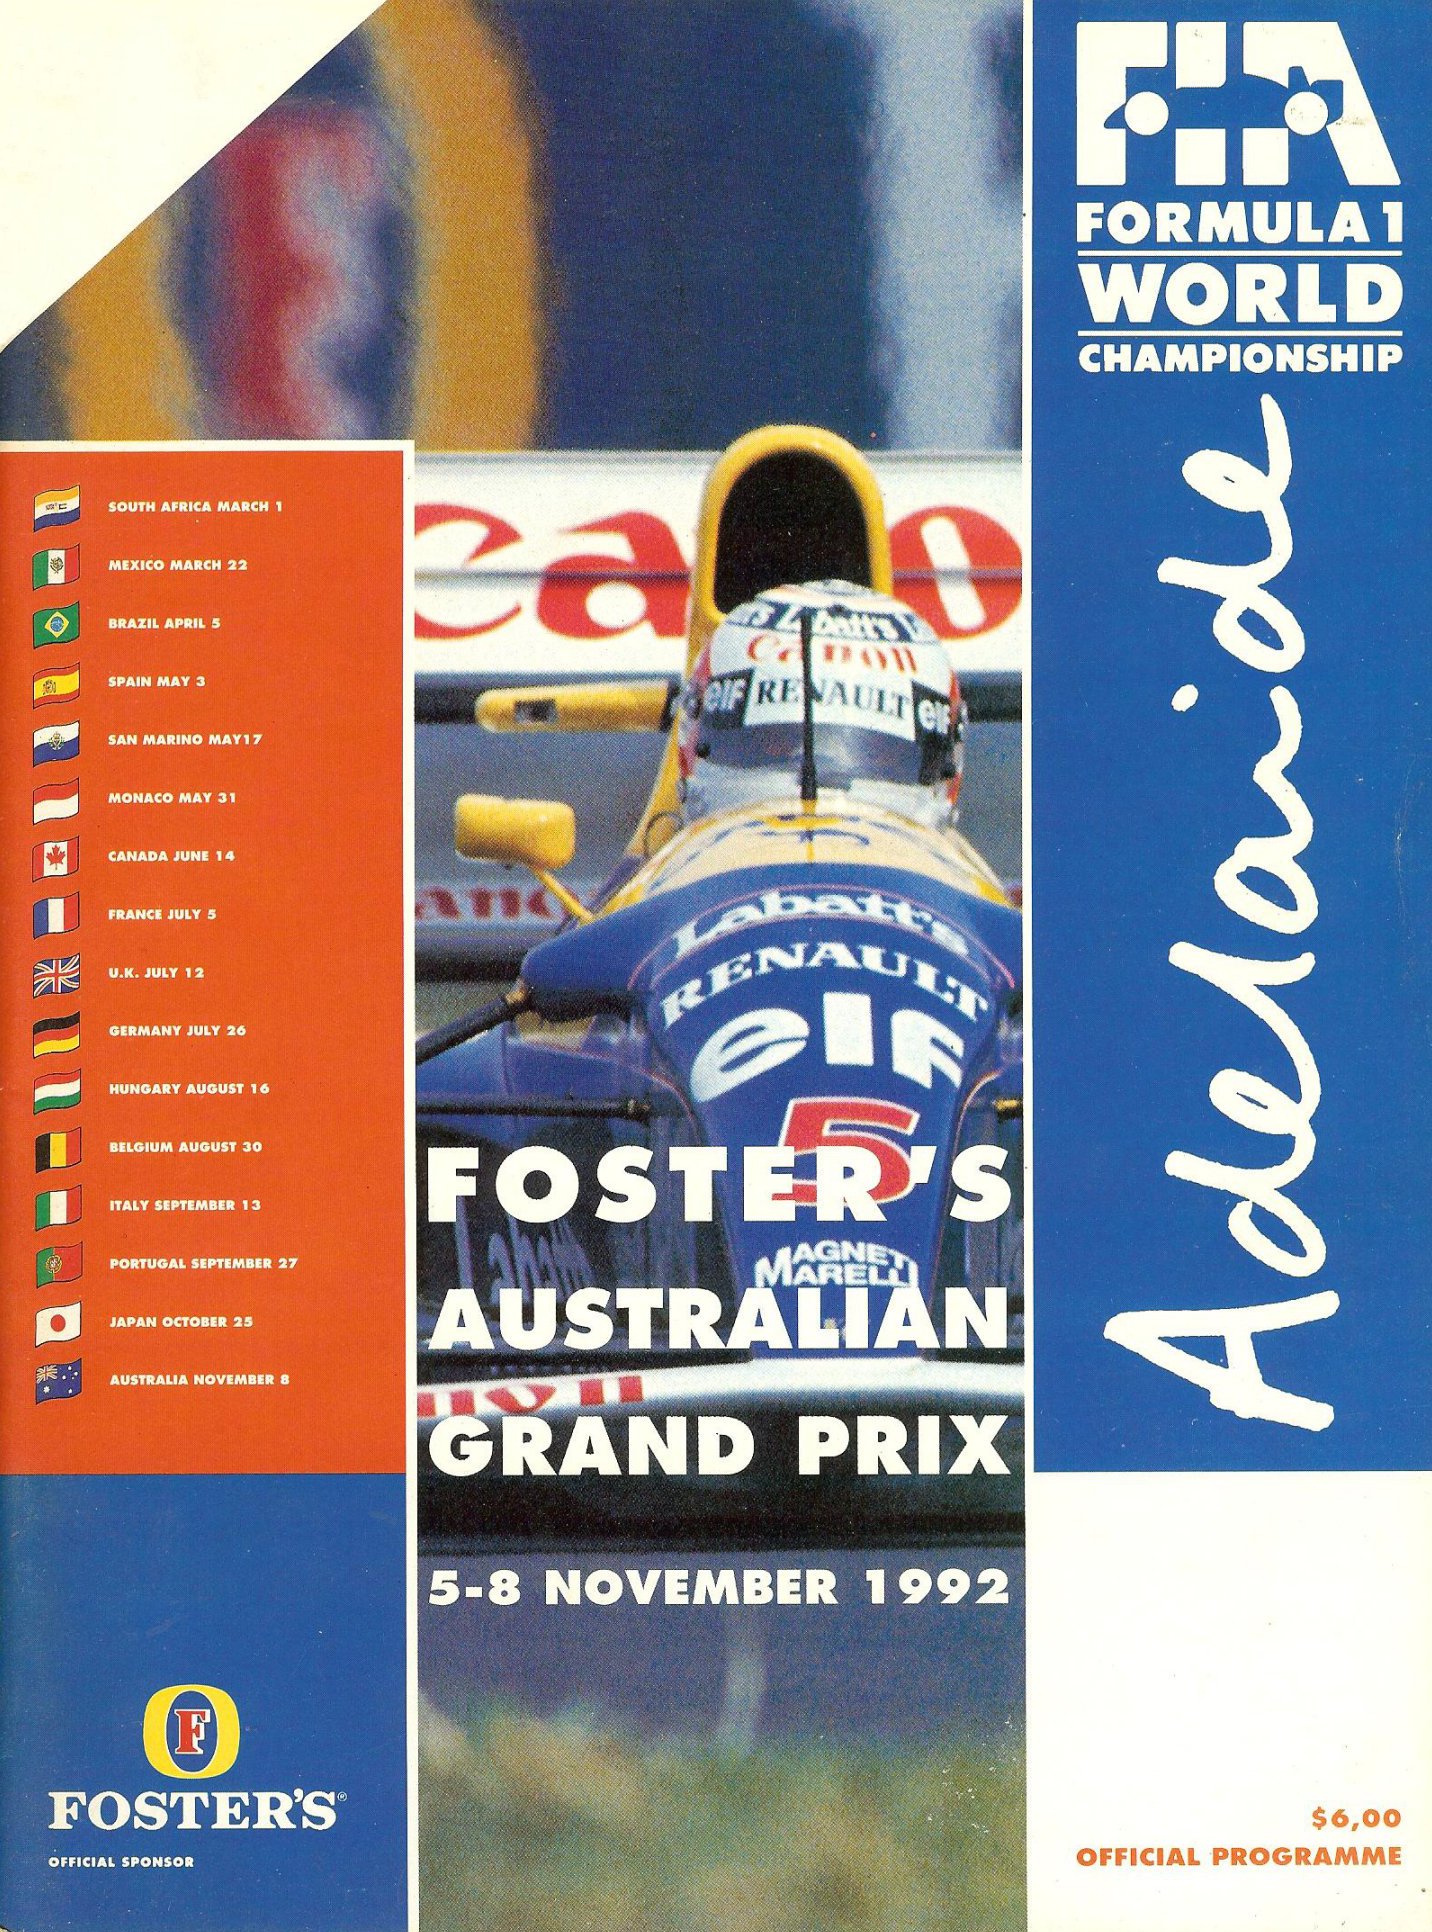 FIA
FORMULA 1
WORLD
CHAMPIONSHIP
Adelaide
SOUTH AFRICA MARCH 1
MEXICO MARCH 22
BRAZIL APRIL 5
SPAIN MAY 3
SAN MARINO MAY17
MONACO MAY 31
CANADA JUNE 14
FRANCE JULY 5
U.K. JULY 12
GERMANY JULY 26
HUNGARY AUGUST 16
BELGIUM AUGUST 30
ITALY SEPTEMBER 13
PORTUGAL SEPTEMBER 27
JAPAN OCTOBER 25
AUSTRALIA NOVEMBER 8
Canon
elf RENAULT elf
Labatt's
RENAULT
elf
5
MAGNETI
MARELLI
FOSTER'S
AUSTRALIAN
GRAND PRIX
5-8 NOVEMBER 1992
F
FOSTER'S®
OFFICIAL SPONSOR
$6,00
OFFICIAL PROGRAMME